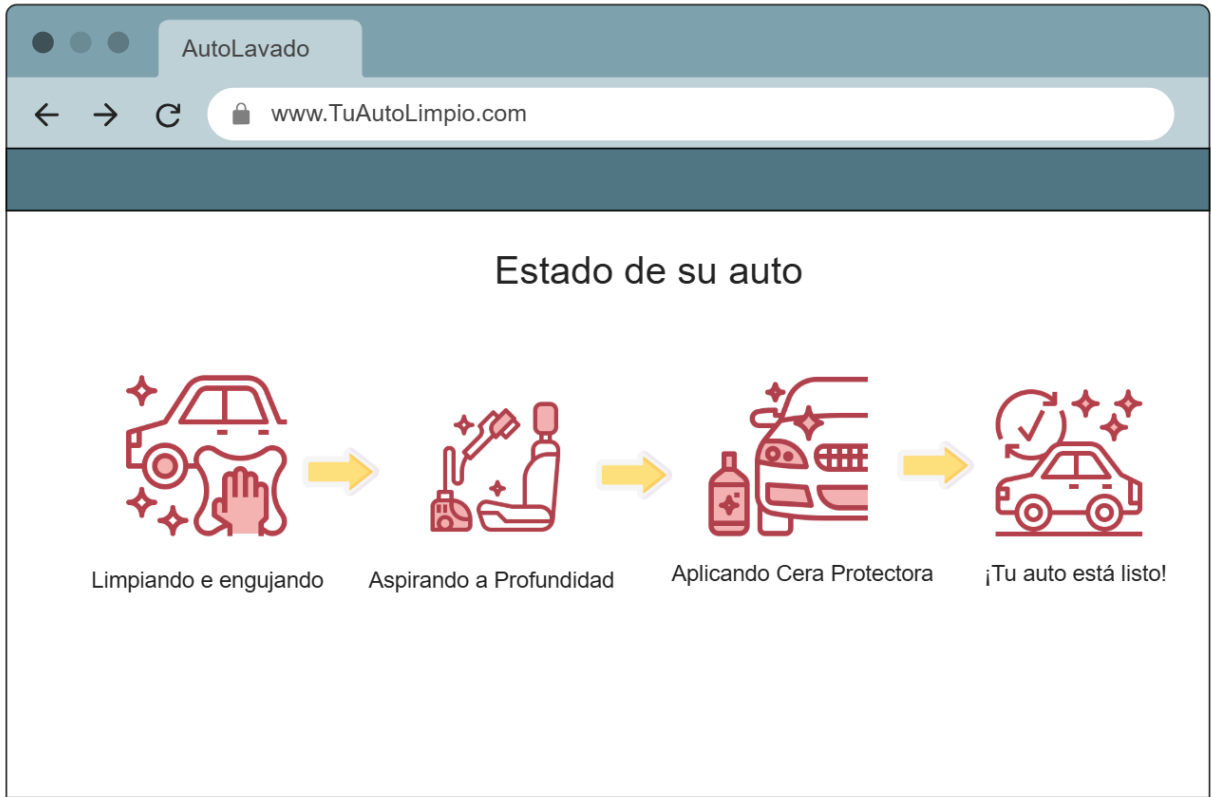 AutoLavado
www.TuAutoLimpio.com
Estado de su auto
Limpiando e engujando
Aspirando a Profundidad
Aplicando Cera Protectora
¡Tu auto está listo!